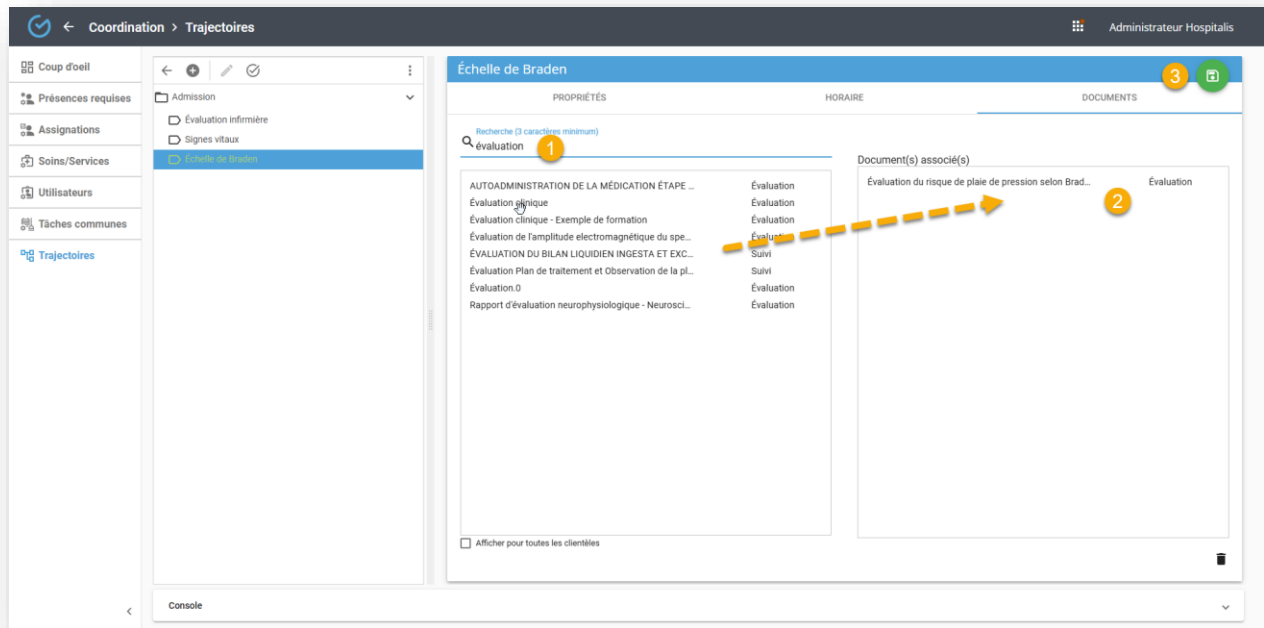 Coordination > Trajectoires
Administrateur Hospitalis
Coup d'oeil
Présences requises
Assignations
Soins/Services
Utilisateurs
Tâches communes
Trajectoires
Admission
Évaluation infirmière
Signes vitaux
Échelle de Braden
Échelle de Braden
3
PROPRIÉTÉS HORAIRE DOCUMENTS
Recherche (3 caractères minimum)
évaluation
1
AUTOADMINISTRATION DE LA MÉDICATION ÉTAPE ... Évaluation
Évaluation clinique Évaluation
Évaluation clinique - Exemple de formation Évaluation
Évaluation de l'amplitude electromagnétique du spe... Évaluation
ÉVALUATION DU BILAN LIQUIDIEN INGESTA ET EXC... Suivi
Évaluation Plan de traitement et Observation de la pl... Suivi
Évaluation.0 Évaluation
Rapport d'évaluation neurophysiologique - Neurosci... Évaluation
Afficher pour toutes les clientèles
Document(s) associé(s)
Évaluation du risque de plaie de pression selon Brad... Évaluation
2
Console